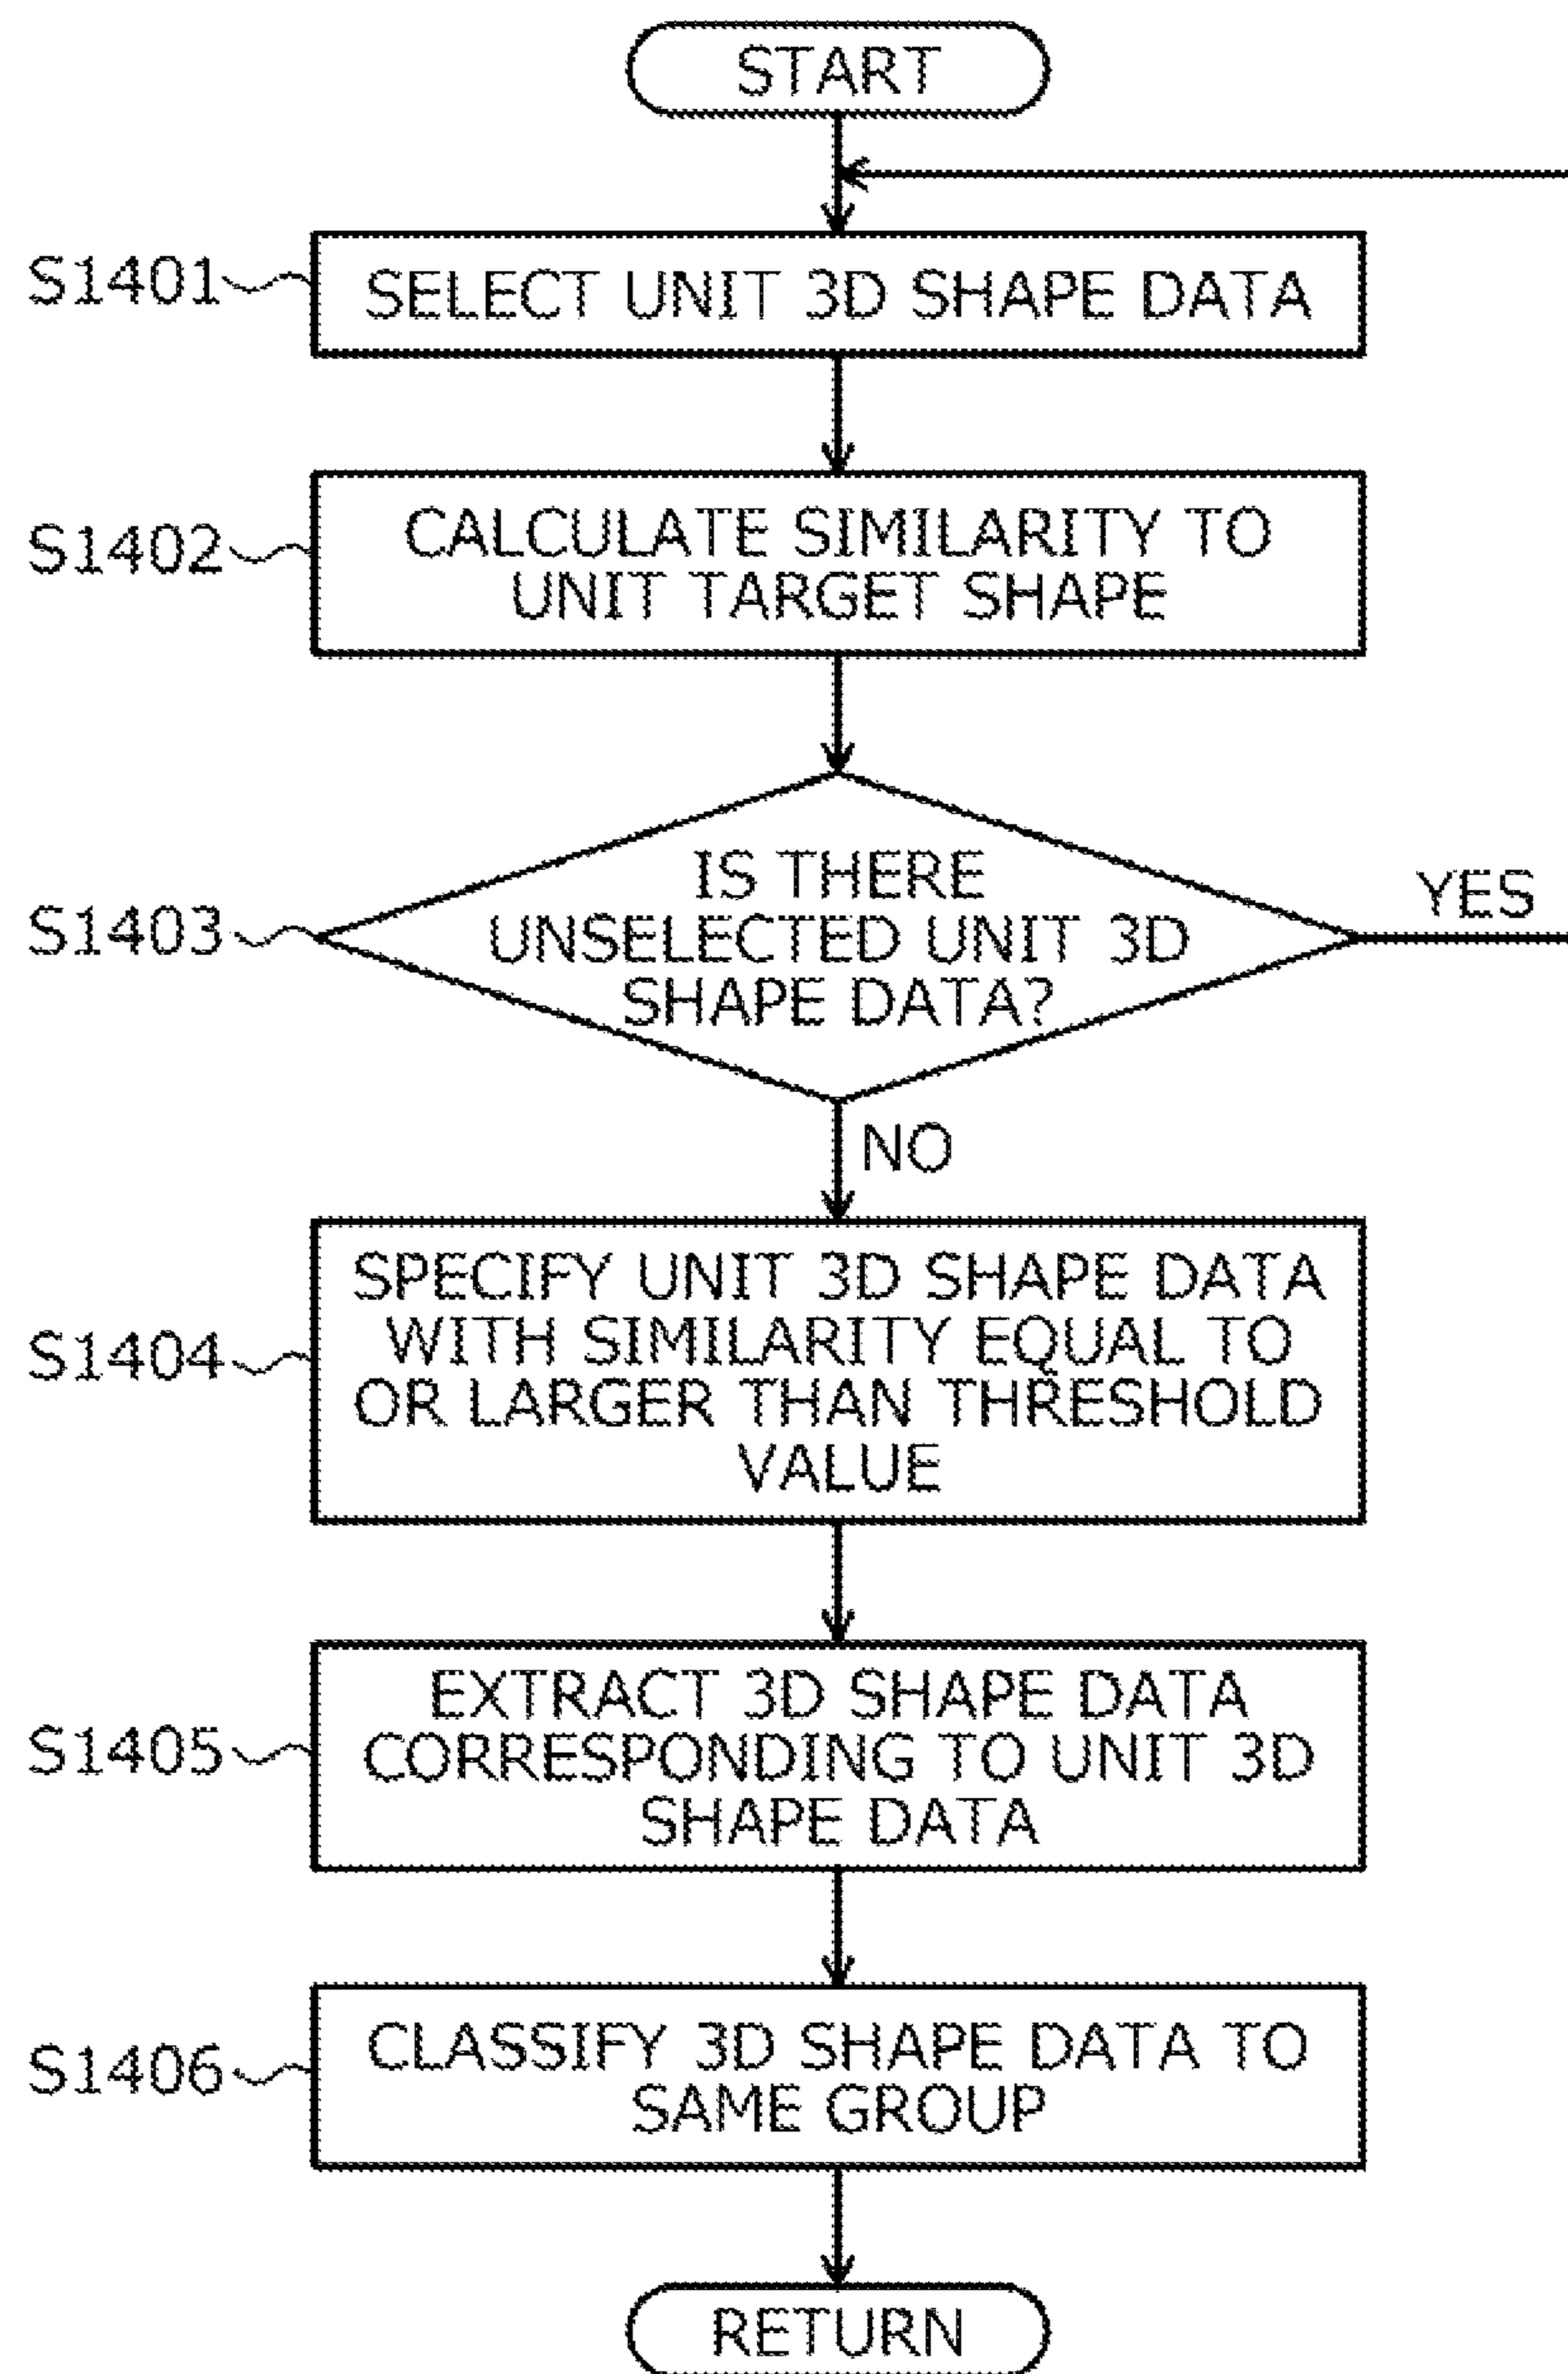 START
S1401
SELECT UNIT 3D SHAPE DATA
S1402
CALCULATE SIMILARITY TO
UNIT TARGET SHAPE
S1403
IS THERE
UNSELECTED UNIT 3D
SHAPE DATA?
YES
NO
S1404
SPECIFY UNIT 3D SHAPE DATA
WITH SIMILARITY EQUAL TO
OR LARGER THAN THRESHOLD
VALUE
S1405
EXTRACT 3D SHAPE DATA
CORRESPONDING TO UNIT 3D
SHAPE DATA
S1406
CLASSIFY 3D SHAPE DATA TO
SAME GROUP
RETURN